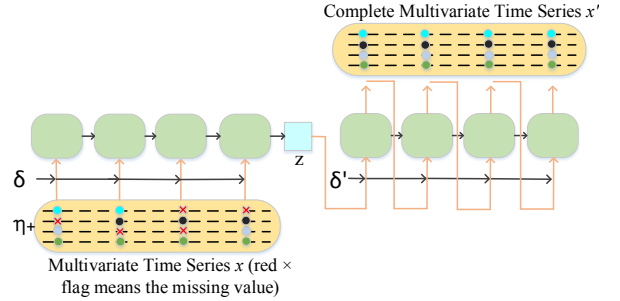 Complete Multivariate Time Series x'
z
δ
δ'
η+
Multivariate Time Series x (red ×
flag means the missing value)